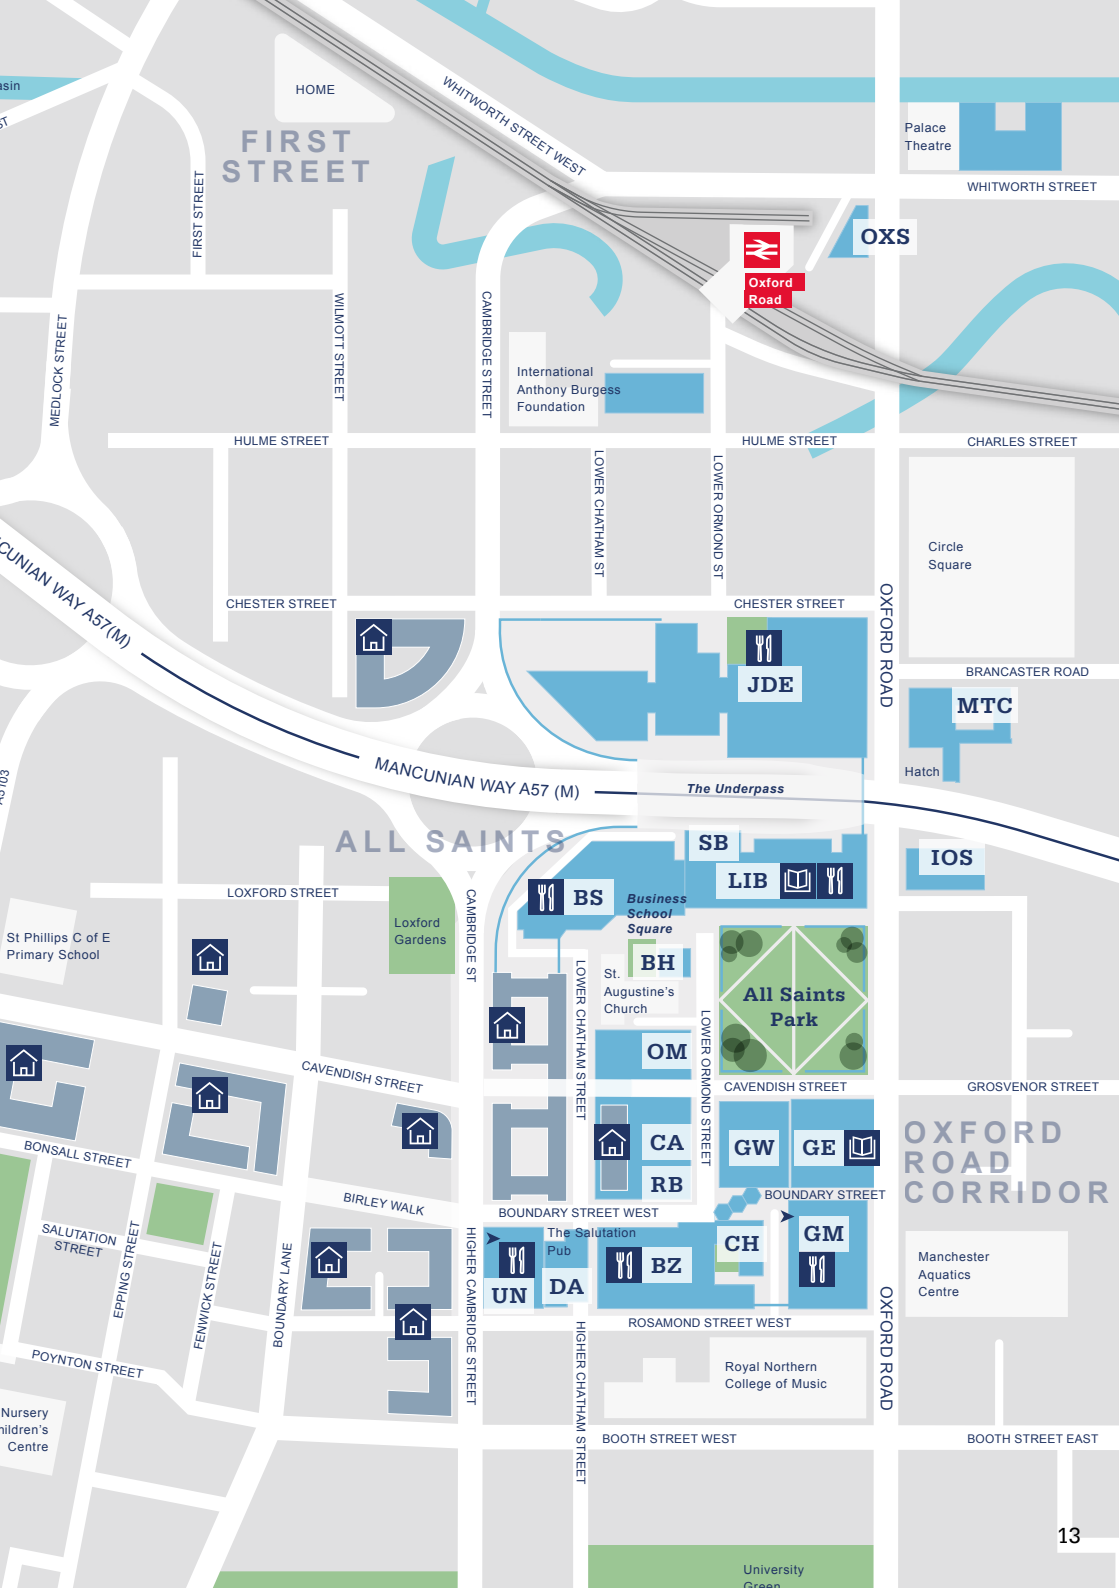 asin
ST
HOME
WHITWORTH STREET WEST
FIRST
STREET
Palace
Theatre
WHITWORTH STREET
FIRST STREET
OXS
Oxford
Road
WILMOTT STREET
CAMBRIDGE STREET
MEDLOCK STREET
International
Anthony Burgess
Foundation
HULME STREET
HULME STREET
CHARLES STREET
LOWER CHATHAM ST
LOWER ORMOND ST
Circle
Square
CUNIAN WAY A57(M)
CHESTER STREET
CHESTER STREET
OXFORD ROAD
BRANCASTER ROAD
JDE
MTC
Hatch
A5103
MANCUNIAN WAY A57 (M)
The Underpass
ALL SAINTS
SB
IOS
LIB
BS
Business
School
Square
LOXFORD STREET
CAMBRIDGE ST
Loxford
Gardens
St Phillips C of E
Primary School
BH
St.
Augustine's
Church
All Saints
Park
LOWER CHATHAM STREET
LOWER ORMOND STREET
OM
CAVENDISH STREET
CAVENDISH STREET
GROSVENOR STREET
OXFORD
ROAD
CORRIDOR
CA
GW
GE
RB
BONSALL STREET
BIRLEY WALK
BOUNDARY STREET
BOUNDARY STREET WEST
SALUTATION
STREET
EPPING STREET
FENWICK STREET
BOUNDARY LANE
HIGHER CAMBRIDGE STREET
The Salutation
Pub
CH
GM
BZ
UN
DA
Manchester
Aquatics
Centre
OXFORD ROAD
ROSAMOND STREET WEST
HIGHER CHATHAM STREET
POYNTON STREET
Royal Northern
College of Music
Nursery
hildren's
Centre
BOOTH STREET WEST
BOOTH STREET EAST
13
University
Green